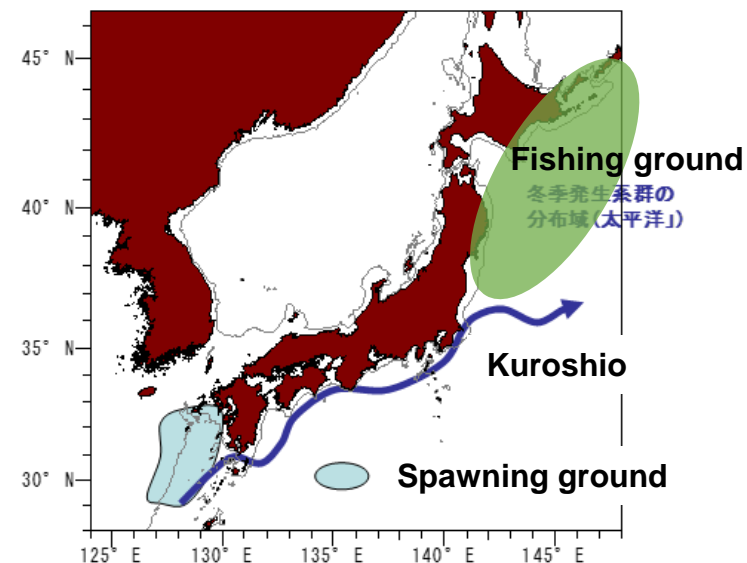 45° N
Fishing ground
冬季発生系群の
分布域(太平洋」)
40° N
35° N
Kuroshio
30° N
Spawning ground
125° E 130° E 135° E 140° E 145° E